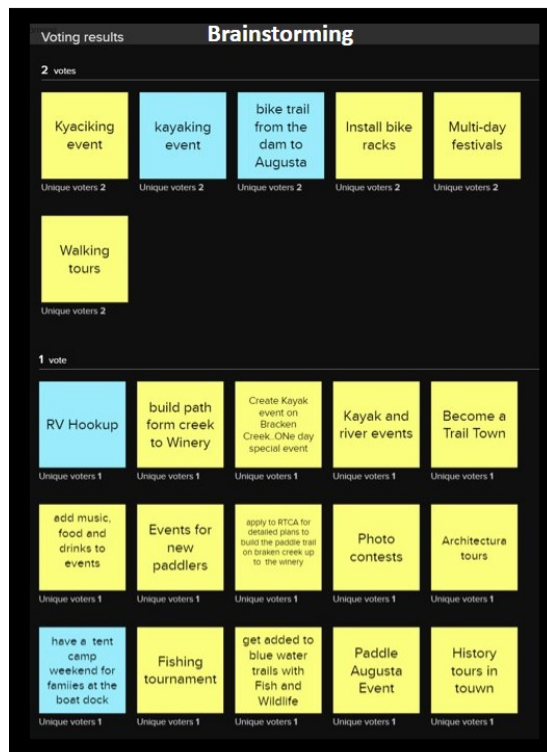 Voting results
Brainstorming
2 votes
Kyaciking
event
Unique voters 2
kayaking
event
Unique voters 2
bike trail
from the
dam to
Augusta
Unique voters 2
Install bike
racks
Unique voters 2
Multi-day
festivals
Unique voters 2
Walking
tours
Unique voters 2
1 vote
RV Hookup
Unique voters 1
build path
form creek
to Winery
Unique voters 1
Create Kayak
event on
Bracken
Creek..ONe day
special event
Unique voters 1
Kayak and
river events
Unique voters 1
Become a
Trail Town
Unique voters 1
add music,
food and
drinks to
events
Unique voters 1
Events for
new
paddlers
Unique voters 1
apply to RTCA for
detailed plans to
build the paddle trail
on braken creek up
to the winery
Unique voters 1
Photo
contests
Unique voters 1
Architectura
tours
Unique voters 1
have a tent
camp
weekend for
famiies at the
boat dock
Unique voters 1
Fishing
tournament
Unique voters 1
get added to
blue water
trails with
Fish and
Wildlife
Unique voters 1
Paddle
Augusta
Event
Unique voters 1
History
tours in
touwn
Unique voters 1